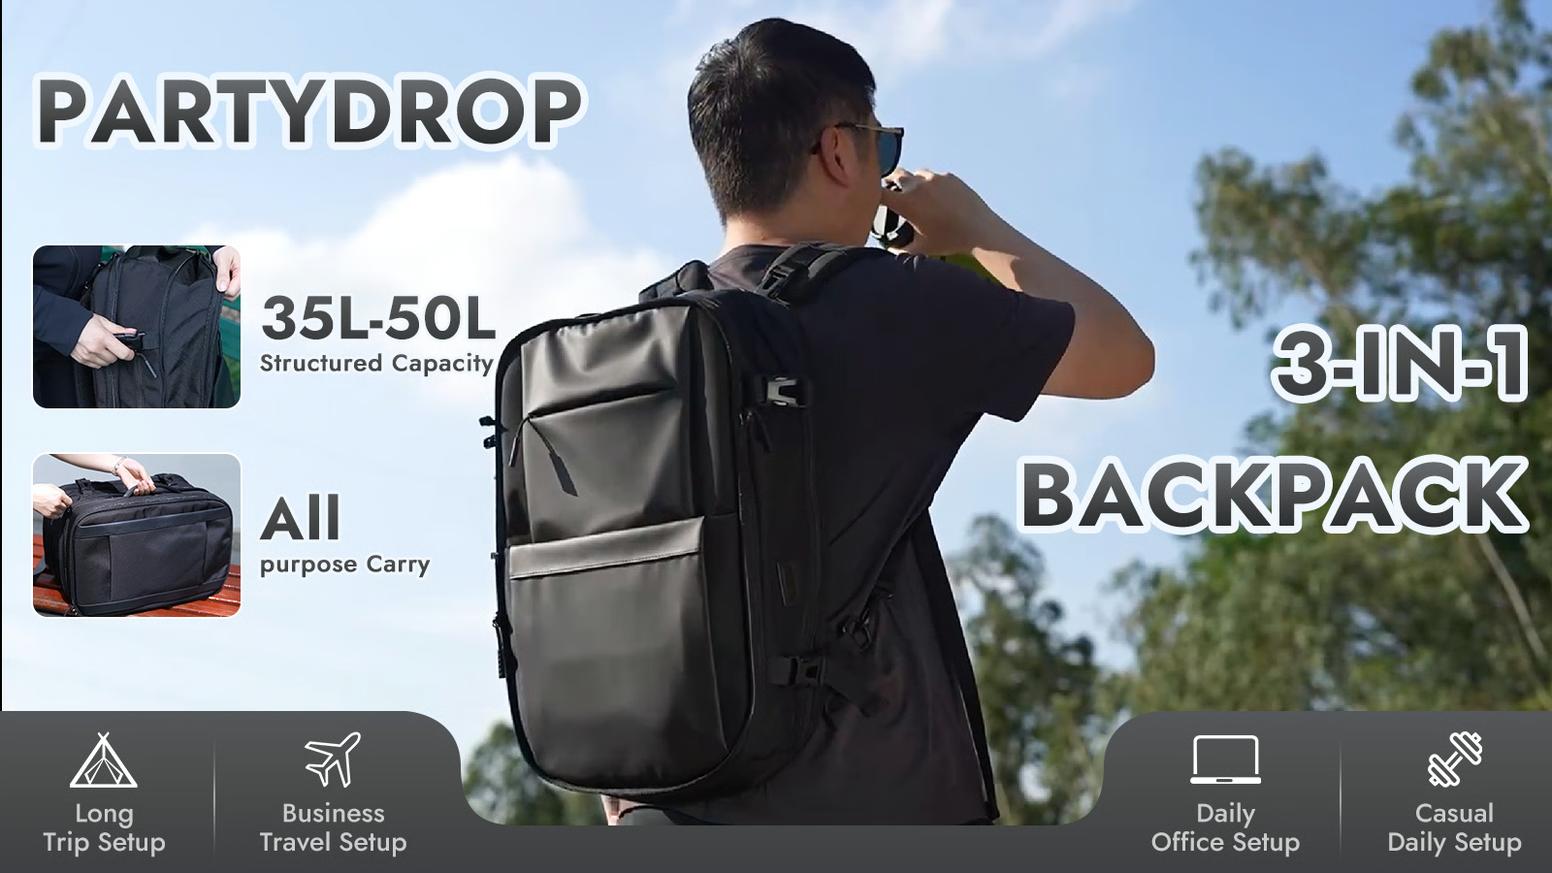 PARTYDROP
35L-50L
Structured Capacity
All
purpose Carry
3-IN-1
BACKPACK
Long
Trip Setup
Business
Travel Setup
Daily
Office Setup
Casual
Daily Setup